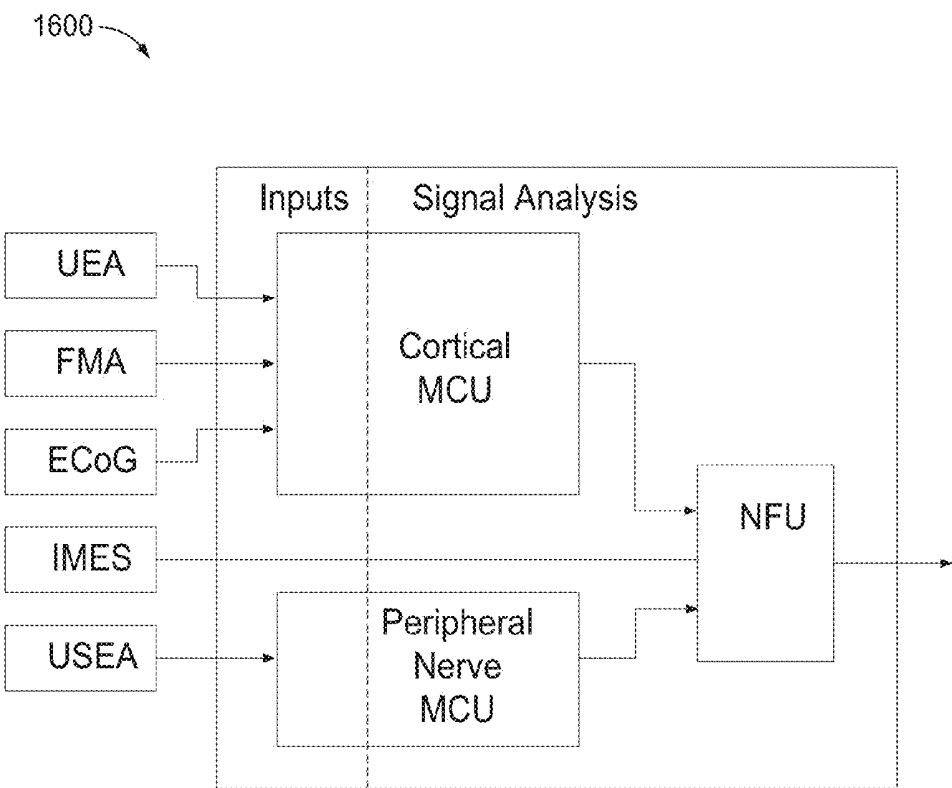 1600
Inputs
Signal Analysis
UEA
FMA
ECoG
IMES
USEA
Cortical
MCU
Peripheral
Nerve
MCU
NFU